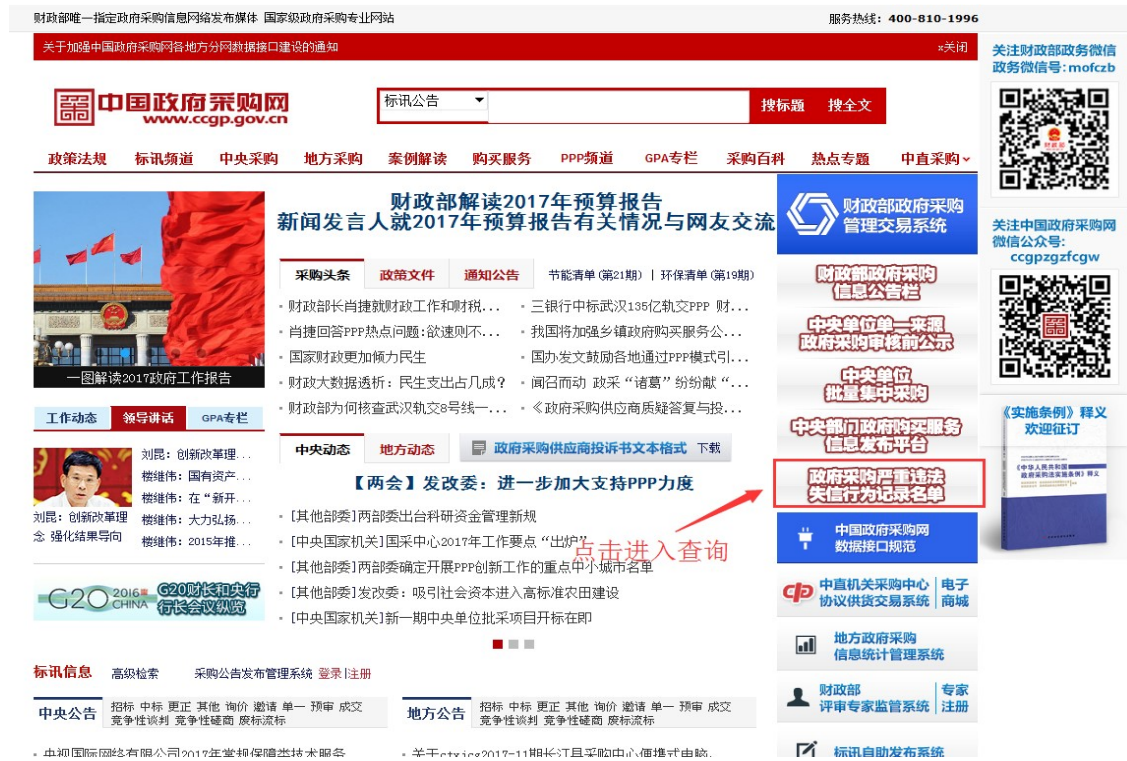 财政部唯一指定政府采购信息网络发布媒体 国家级政府采购专业网站
服务热线：400-810-1996
关于加强中国政府采购网各地方分网数据接口建设的通知
×关闭
中国政府采购网
www.ccgp.gov.cn
标讯公告
搜标题 搜全文
政策法规 标讯频道 中央采购 地方采购 案例解读 购买服务 PPP频道 GPA专栏 采购百科 热点专题 中直采购
一图解读2017政府工作报告
工作动态 领导讲话 GPA专栏
刘昆：创新改革理念 强化结果导向
刘昆：创新改革理...
楼继伟：国有资产...
楼继伟：在“新开...
楼继伟：大力弘扬...
楼继伟：2015年推...
G20 2016 CHINA
G20财长和央行
行长会议纵览
财政部解读2017年预算报告
新闻发言人就2017年预算报告有关情况与网友交流
采购头条 政策文件 通知公告 节能清单(第21期) | 环保清单(第19期)
财政部长肖捷就财政工作和财税...
三银行中标武汉135亿轨交PPP 财...
肖捷回答PPP热点问题:欲速则不...
我国将加强乡镇政府购买服务公...
国家财政更加倾力民生
国办发文鼓励各地通过PPP模式引...
财政大数据透析：民生支出占几成？
闻召而动 政采“诸葛”纷纷献“...
财政部为何核查武汉轨交8号线一...
《政府采购供应商质疑答复与投...
中央动态 地方动态 政府采购供应商投诉书文本格式 下载
【两会】发改委：进一步加大支持PPP力度
[其他部委]两部委出台科研资金管理新规
[中央国家机关]国采中心2017年工作要点“出炉”
[其他部委]两部委确定开展PPP创新工作的重点中小城市名单
[其他部委]发改委：吸引社会资本进入高标准农田建设
[中央国家机关]新一期中央单位批采项目开标在即
点击进入查询
财政部政府采购
管理交易系统
财政部政府采购
信息公告栏
中央单位单一来源
政府采购审核前公示
中央单位
批量集中采购
中央部门政府购买服务
信息发布平台
政府采购严重违法
失信行为记录名单
中国政府采购网
数据接口规范
中直机关采购中心 电子
协议供货交易系统 商城
地方政府采购
信息统计管理系统
财政部 专家
评审专家监管系统 注册
标讯自助发布系统
关注财政部政务微信
政务微信号：mofczb
关注中国政府采购网
微信公众号：
ccgpzgzfcgw
《实施条例》释义
欢迎征订
《中华人民共和国
政府采购法实施条例》释义
标讯信息 高级检索 采购公告发布管理系统 登录|注册
中央公告 招标 中标 更正 其他 询价 邀请 单一 预审 成交
竞争性谈判 竞争性磋商 废标流标
地方公告 招标 中标 更正 其他 询价 邀请 单一 预审 成交
竞争性谈判 竞争性磋商 废标流标
央视国际网络有限公司2017年常规保障类技术服务